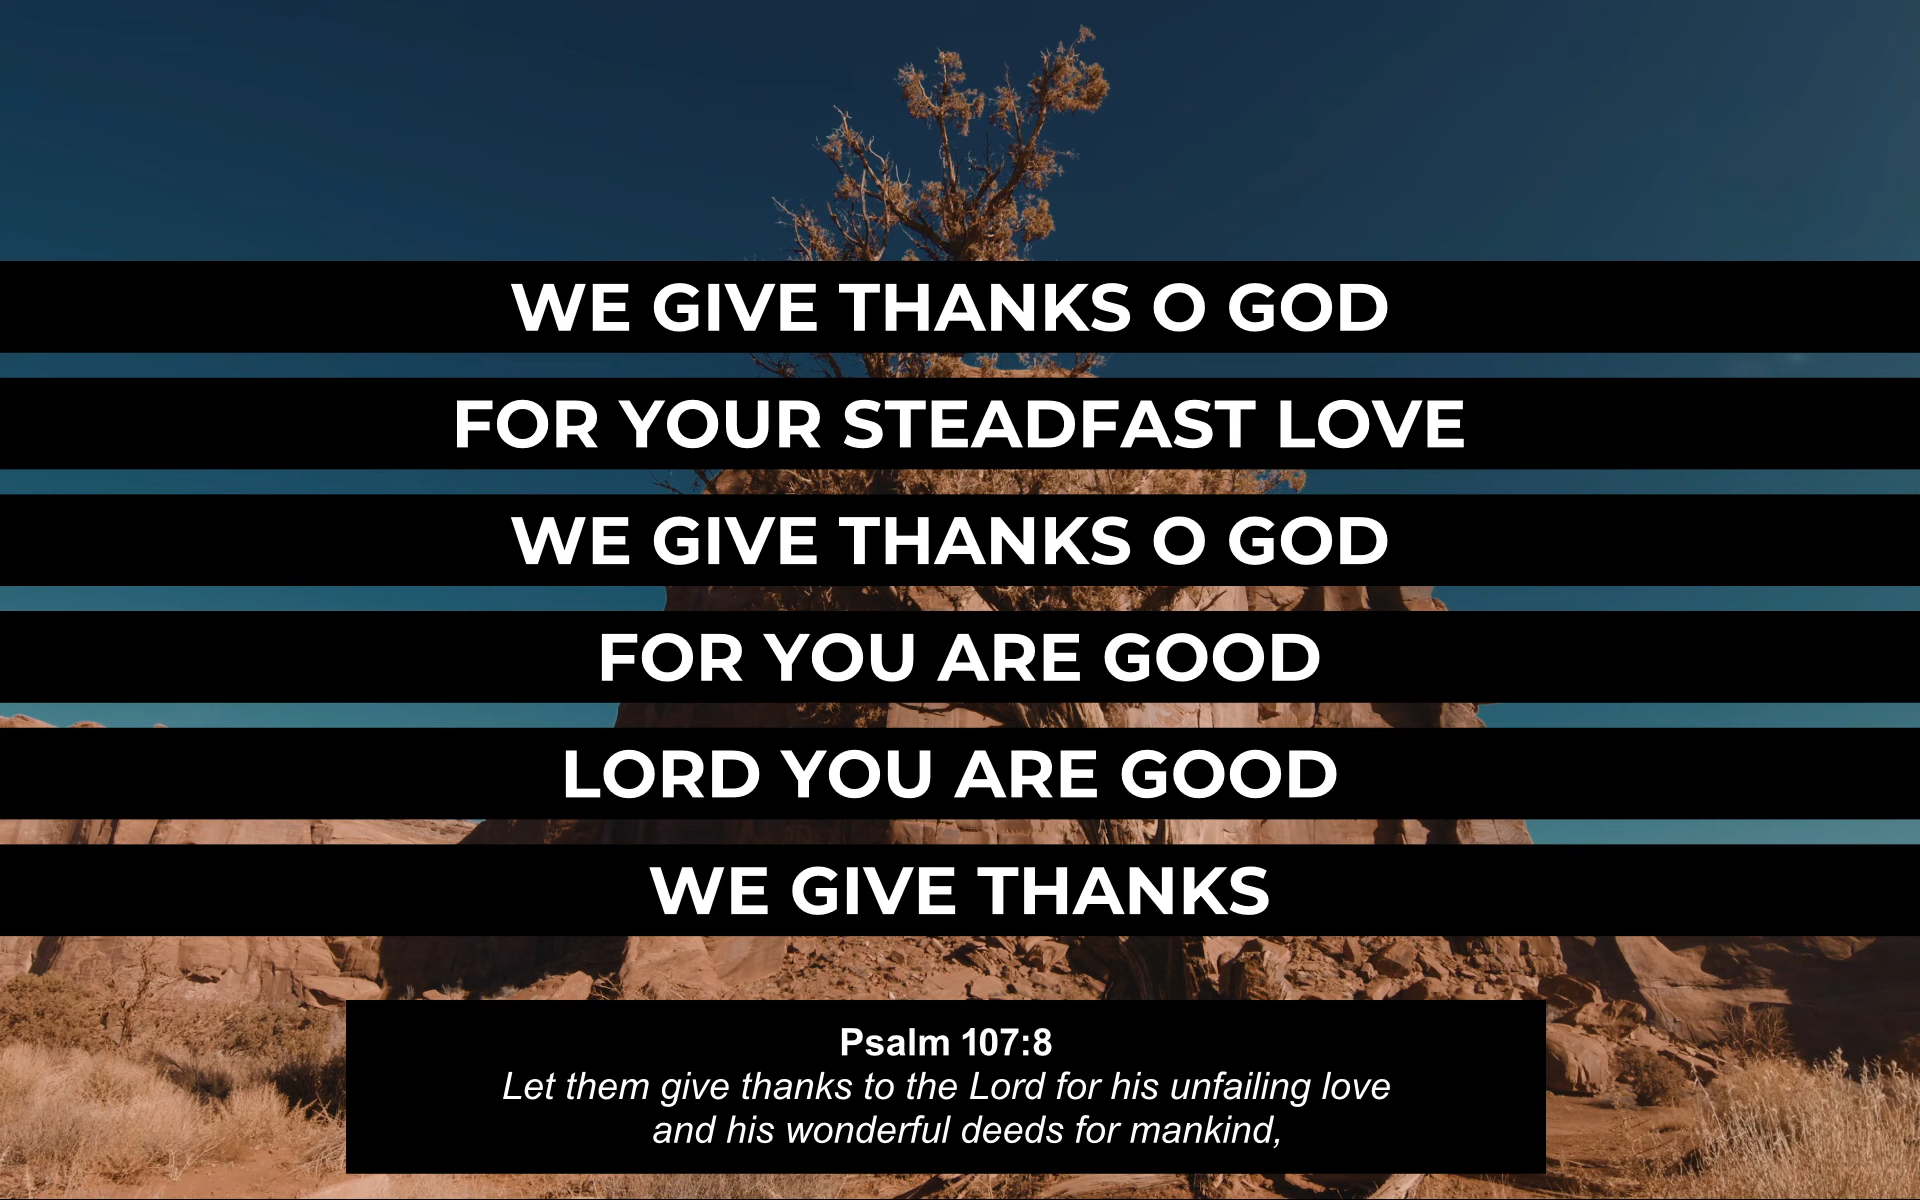 WE GIVE THANKS O GOD
FOR YOUR STEADFAST LOVE
WE GIVE THANKS O GOD
FOR YOU ARE GOOD
LORD YOU ARE GOOD
WE GIVE THANKS
Psalm 107:8
Let them give thanks to the Lord for his unfailing love
and his wonderful deeds for mankind,